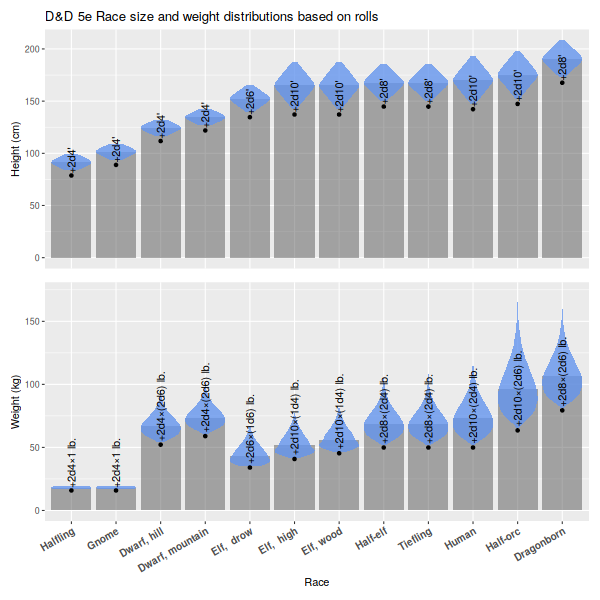 D&D 5e Race size and weight distributions based on rolls
Height (cm)
200
150
100
50
0
+2d4'
+2d4'
+2d4'
+2d4'
+2d6'
+2d10'
+2d10'
+2d8'
+2d8'
+2d10'
+2d10'
+2d8'
Weight (kg)
150
100
50
0
+2d4×1 lb.
+2d4×1 lb.
+2d4×(2d6) lb.
+2d4×(2d6) lb.
+2d6×(1d6) lb.
+2d10×(1d4) lb.
+2d10×(1d4) lb.
+2d8×(2d4) lb.
+2d8×(2d4) lb.
+2d10×(2d4) lb.
+2d10×(2d6) lb.
+2d8×(2d6) lb.
Halfling
Gnome
Dwarf, hill
Dwarf, mountain
Elf, drow
Elf, high
Elf, wood
Half-elf
Tiefling
Human
Half-orc
Dragonborn
Race